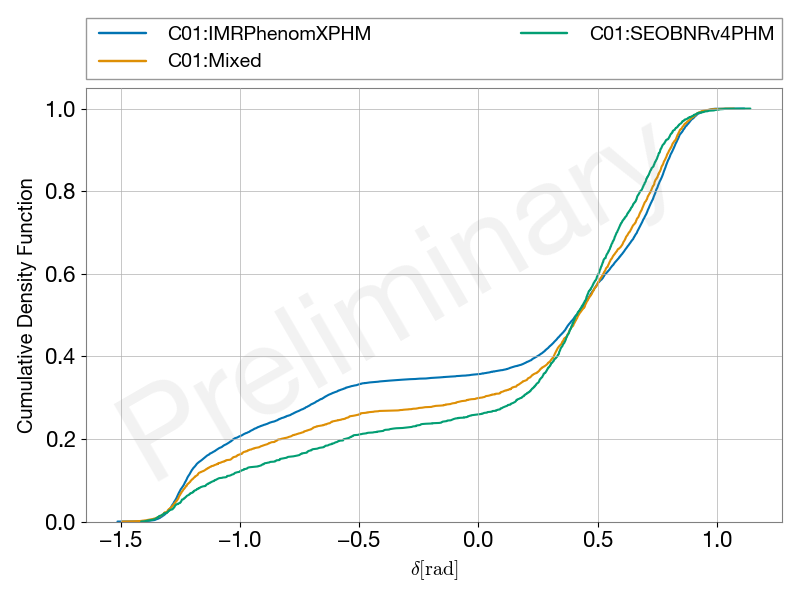 C01:IMRPhenomXPHM
C01:Mixed
C01:SEOBNRv4PHM
Preliminary
Cumulative Density Function
1.0
0.8
0.6
0.4
0.2
0.0
−1.5 −1.0 −0.5 0.0 0.5 1.0
δ[rad]